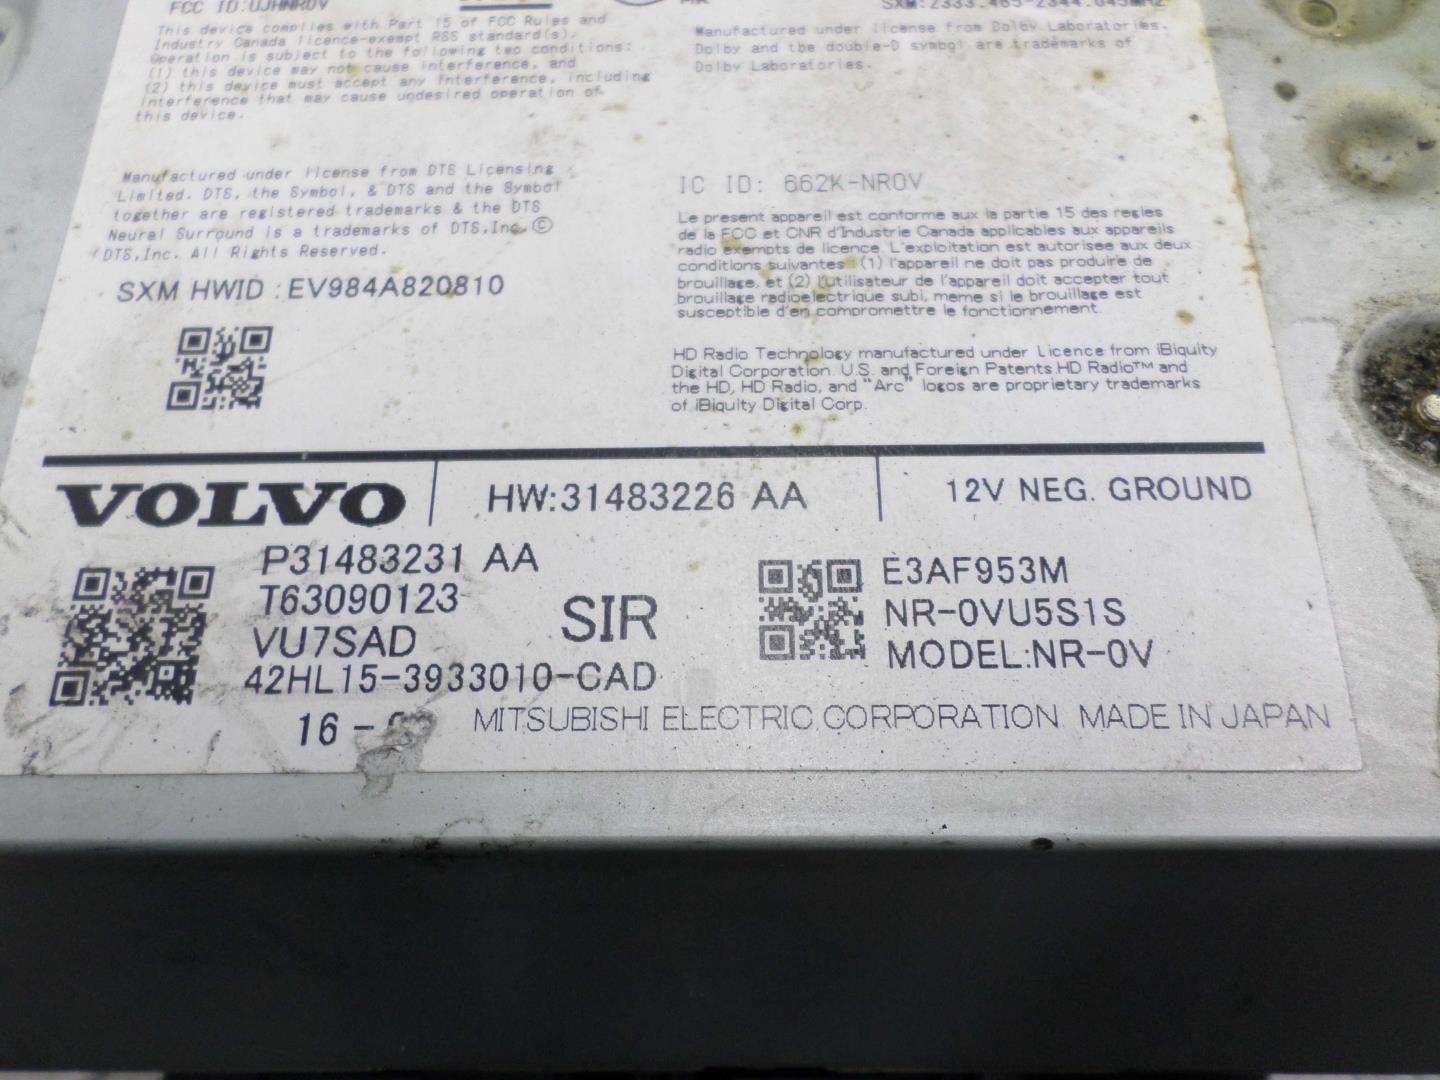 FCC ID:UJHNR0V
This device complies with Part 15 of FCC Rules and
Industry Canada licence-exempt RSS standard(s).
Operation is subject to the following two conditions:
(1) this device may not cause interference, and
(2) this device must accept any Interference, including
interference that may cause undesired operation of
this device.
SXM:2333.465-2344.045MHz
Manufactured under license from Dolby Laboratories.
Dolby and the double-D symbol are trademarks of
Dolby Laboratories.
Manufactured under license from DTS Licensing
Limited. DTS, the Symbol, & DTS and the Symbol
together are registered trademarks & the DTS
Neural Surround is a trademarks of DTS,Inc.©
DTS,Inc. All Rights Reserved.
SXM HWID :EV984A820810
IC ID: 662K-NR0V
Le present appareil est conforme aux la partie 15 des regles
de la FCC et CNR d'Industrie Canada applicables aux appareils
radio exempts de licence. L'exploitation est autorisee aux deux
conditions suivantes (1) l'appareil ne doit pas produire de
brouillage, et (2) l'utilisateur de l'appareil doit accepter tout
brouillage radioelectrique subi, meme si le brouillage est
susceptible d'en compromettre le fonctionnement.
HD Radio Technology manufactured under Licence from iBiquity
Digital Corporation. U.S. and Foreign Patents.HD Radio™ and
the HD, HD Radio, and "Arc" logos are proprietary trademarks
of iBiquity Digital Corp.
VOLVO
HW:31483226 AA
12V NEG. GROUND
P31483231 AA
T63090123
VU7SAD
42HL15-3933010-CAD
SIR
E3AF953M
NR-0VU5S1S
MODEL:NR-0V
16 -
MITSUBISHI ELECTRIC CORPORATION MADE IN JAPAN